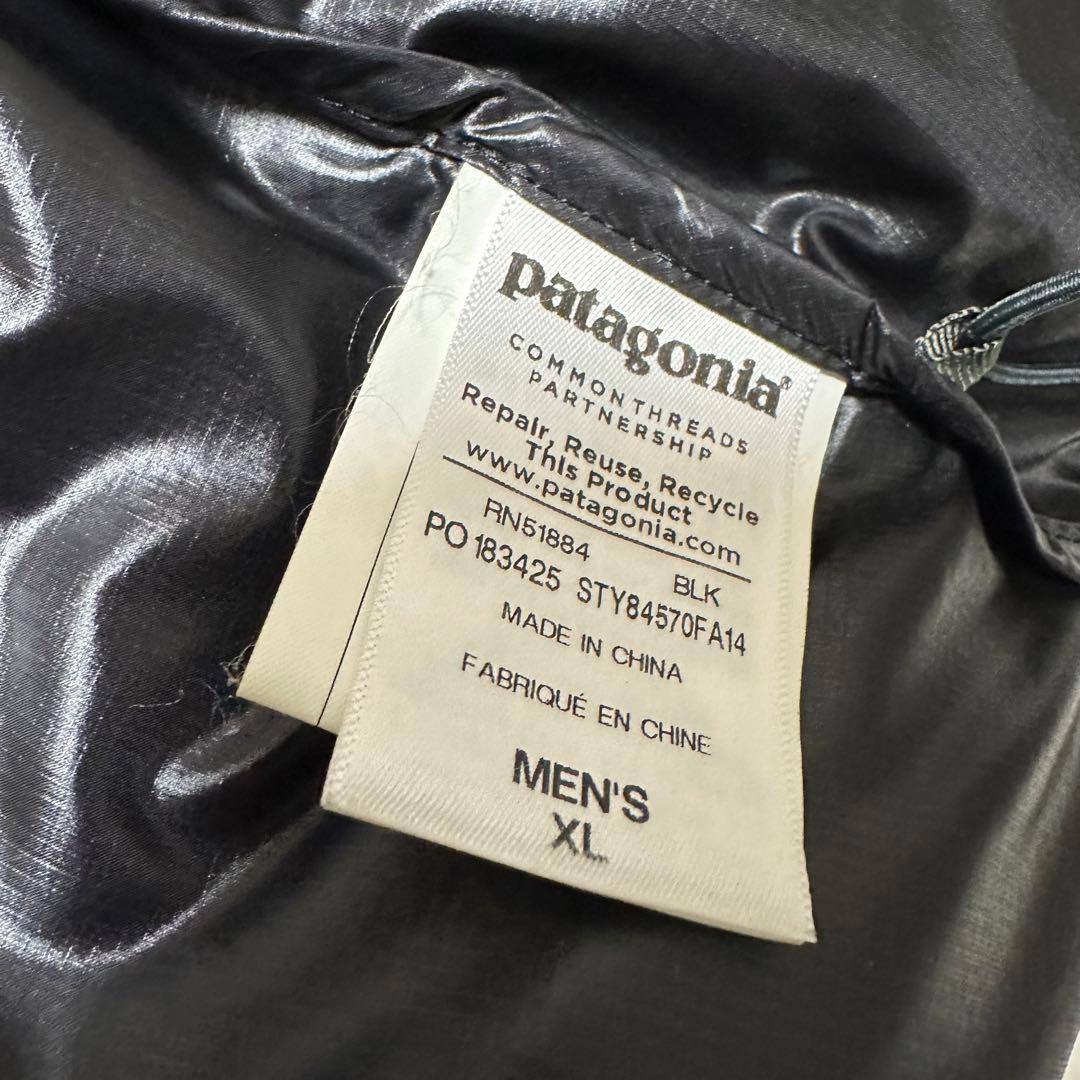 patagonia®
COMMONTHREADS
PARTNERSHIP
Repair, Reuse, Recycle
This Product
www.patagonia.com
RN51884 BLK
PO 183425 STY84570FA14
MADE IN CHINA
FABRIQUÉ EN CHINE
MEN'S
XL